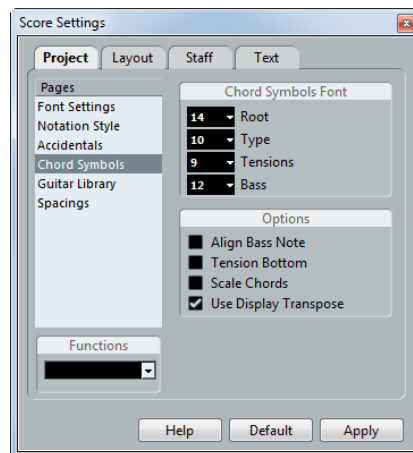 Score Settings
Project Layout Staff Text
Pages
Font Settings
Notation Style
Accidentals
Chord Symbols
Guitar Library
Spacings
Functions
Chord Symbols Font
14 Root
10 Type
9 Tensions
12 Bass
Options
Align Bass Note
Tension Bottom
Scale Chords
Use Display Transpose
Help Default Apply